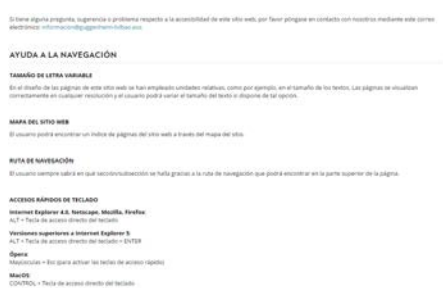 Si tiene alguna pregunta, sugerencia o problema respecto a la accesibilidad de este sitio web, por favor póngase en contacto con nosotros mediante este correo
electrónico: informacion@guggenheim-bilbao.eus.
AYUDA A LA NAVEGACIÓN
TAMAÑO DE LETRA VARIABLE
En el diseño de las páginas de este sitio web se han empleado unidades relativas, como por ejemplo, en el tamaño de los textos. Las páginas se visualizan
correctamente en cualquier resolución y el usuario podrá variar el tamaño del texto si dispone de tal opción.
MAPA DEL SITIO WEB
El usuario podrá encontrar un índice de páginas del sitio web a través del mapa del sitio.
RUTA DE NAVEGACIÓN
El usuario siempre sabrá en qué sección/subsección se halla gracias a la ruta de navegación que podrá encontrar en la parte superior de la página.
ACCESOS RÁPIDOS DE TECLADO
Internet Explorer 4.0, Netscape, Mozilla, Firefox:
ALT + Tecla de acceso directo del teclado
Versiones superiores a Internet Explorer 5:
ALT + Tecla de acceso directo del teclado + ENTER
Ópera:
Mayúsculas + Esc (para activar las teclas de acceso rápido)
MacOS:
CONTROL + Tecla de acceso directo del teclado